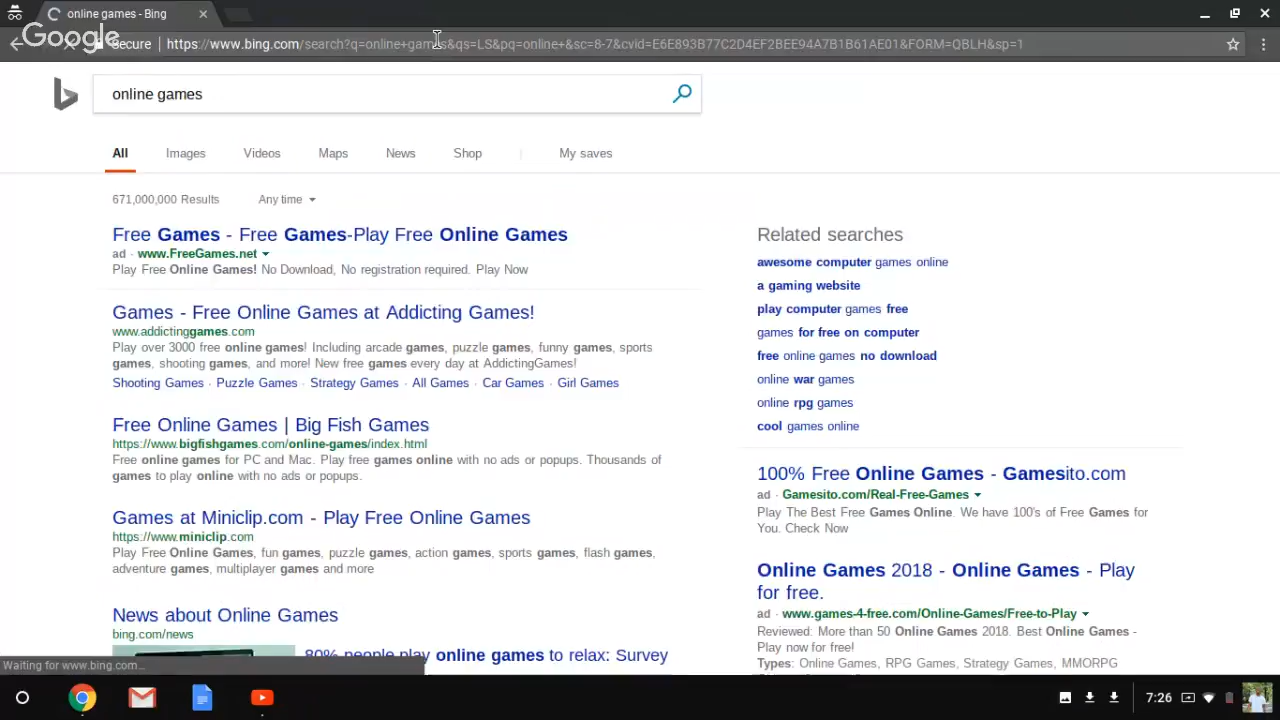 online games - Bing
Google
Secure | https://www.bing.com/search?q=online+games&qs=LS&pq=online+&sc=8-7&cvid=E6E893B77C2D4EF2BEE94A7B1B61AE01&FORM=QBLH&sp=1
online games
All Images Videos Maps News Shop | My saves
671,000,000 Results Any time
Free Games - Free Games-Play Free Online Games
ad · www.FreeGames.net
Play Free Online Games! No Download, No registration required. Play Now
Games - Free Online Games at Addicting Games!
www.addictinggames.com
Play over 3000 free online games! Including arcade games, puzzle games, funny games, sports
games, shooting games, and more! New free games every day at AddictingGames!
Shooting Games · Puzzle Games · Strategy Games · All Games · Car Games · Girl Games
Free Online Games | Big Fish Games
https://www.bigfishgames.com/online-games/index.html
Free online games for PC and Mac. Play free games online with no ads or popups. Thousands of
games to play online with no ads or popups.
Games at Miniclip.com - Play Free Online Games
https://www.miniclip.com
Play Free Online Games, fun games, puzzle games, action games, sports games, flash games,
adventure games, multiplayer games and more
News about Online Games
bing.com/news
80% people play online games to relax: Survey
Related searches
awesome computer games online
a gaming website
play computer games free
games for free on computer
free online games no download
online war games
online rpg games
cool games online
100% Free Online Games - Gamesito.com
ad · Gamesito.com/Real-Free-Games
Play The Best Free Games Online. We have 100's of Free Games for
You. Check Now
Online Games 2018 - Online Games - Play
for free.
ad · www.games-4-free.com/Online-Games/Free-to-Play
Reviewed: More than 50 Online Games 2018. Best Online Games -
Play now for free!
Types: Online Games, RPG Games, Strategy Games, MMORPG
Waiting for www.bing.com...
7:26